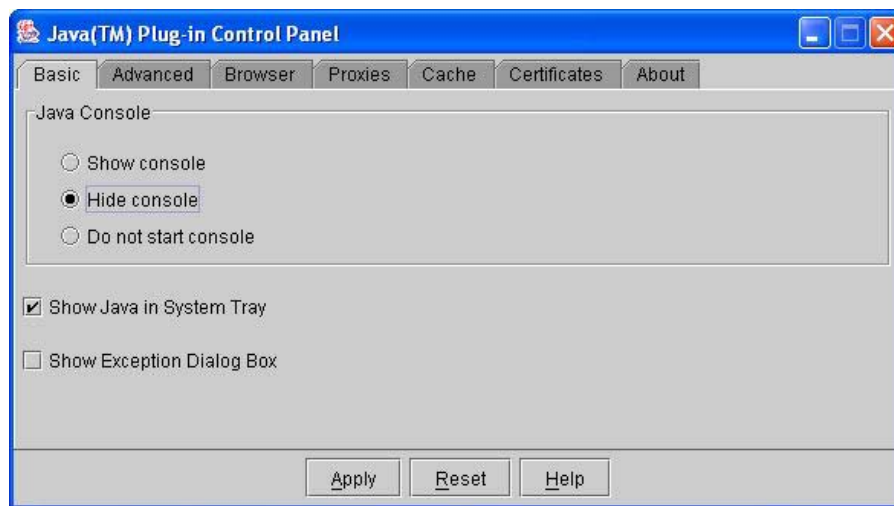 Java(TM) Plug-in Control Panel
Basic Advanced Browser Proxies Cache Certificates About
Java Console
Show console
Hide console
Do not start console
Show Java in System Tray
Show Exception Dialog Box
Apply Reset Help